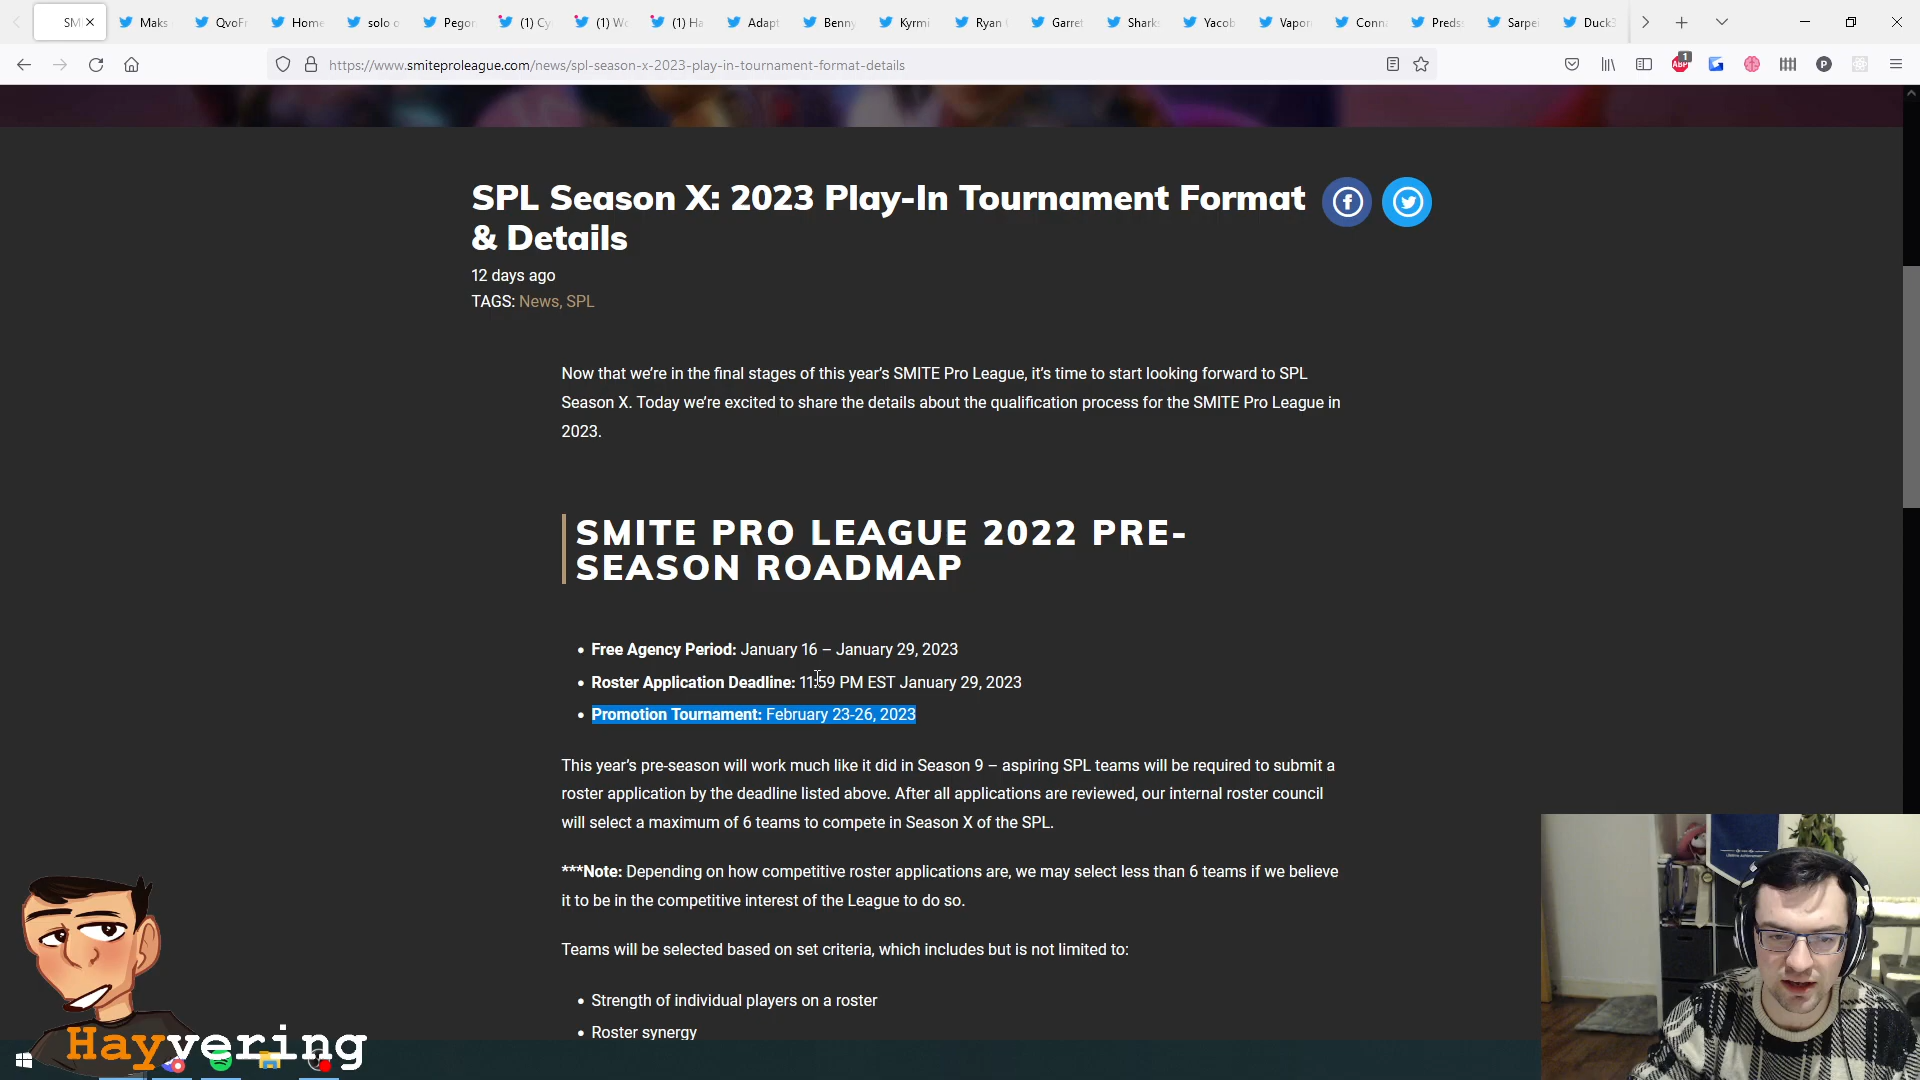 SMI
Maks
QvoFr
Home
solo o
Pegon
(1) Cy
(1) Wo
(1) Ha
Adapt
Benny
Kyrmi
Ryan
Garret
Shark
Yacob
Vapor
Conn
Preds
Sarpe
Duck
https://www.smiteproleague.com/news/spl-season-x-2023-play-in-tournament-format-details
ABP
1
P
SPL Season X: 2023 Play-In Tournament Format
& Details
12 days ago
TAGS: News, SPL
Now that we're in the final stages of this year's SMITE Pro League, it's time to start looking forward to SPL
Season X. Today we're excited to share the details about the qualification process for the SMITE Pro League in
2023.
SMITE PRO LEAGUE 2022 PRE-
SEASON ROADMAP
• Free Agency Period: January 16 – January 29, 2023
• Roster Application Deadline: 11:59 PM EST January 29, 2023
• Promotion Tournament: February 23-26, 2023
This year's pre-season will work much like it did in Season 9 – aspiring SPL teams will be required to submit a
roster application by the deadline listed above. After all applications are reviewed, our internal roster council
will select a maximum of 6 teams to compete in Season X of the SPL.
***Note: Depending on how competitive roster applications are, we may select less than 6 teams if we believe
it to be in the competitive interest of the League to do so.
Teams will be selected based on set criteria, which includes but is not limited to:
• Strength of individual players on a roster
• Roster synergy
Hayvering